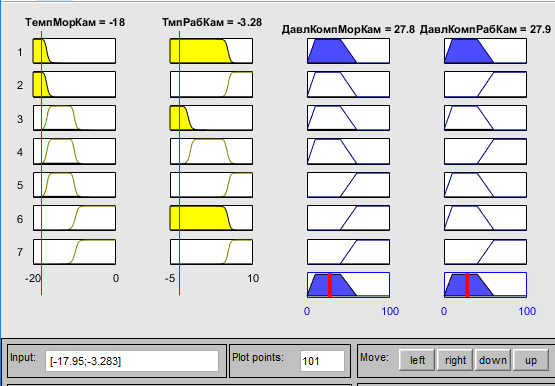 ТемпМорКам = -18
ТмпРабКам = -3.28
ДавлКомпМорКам = 27.8
ДавлКомпРабКам = 27.9
1
2
3
4
5
6
7
-20
0
-5
10
0
100
0
100
Input:
[-17.95;-3.283]
Plot points:
101
Move:
left
right
down
up